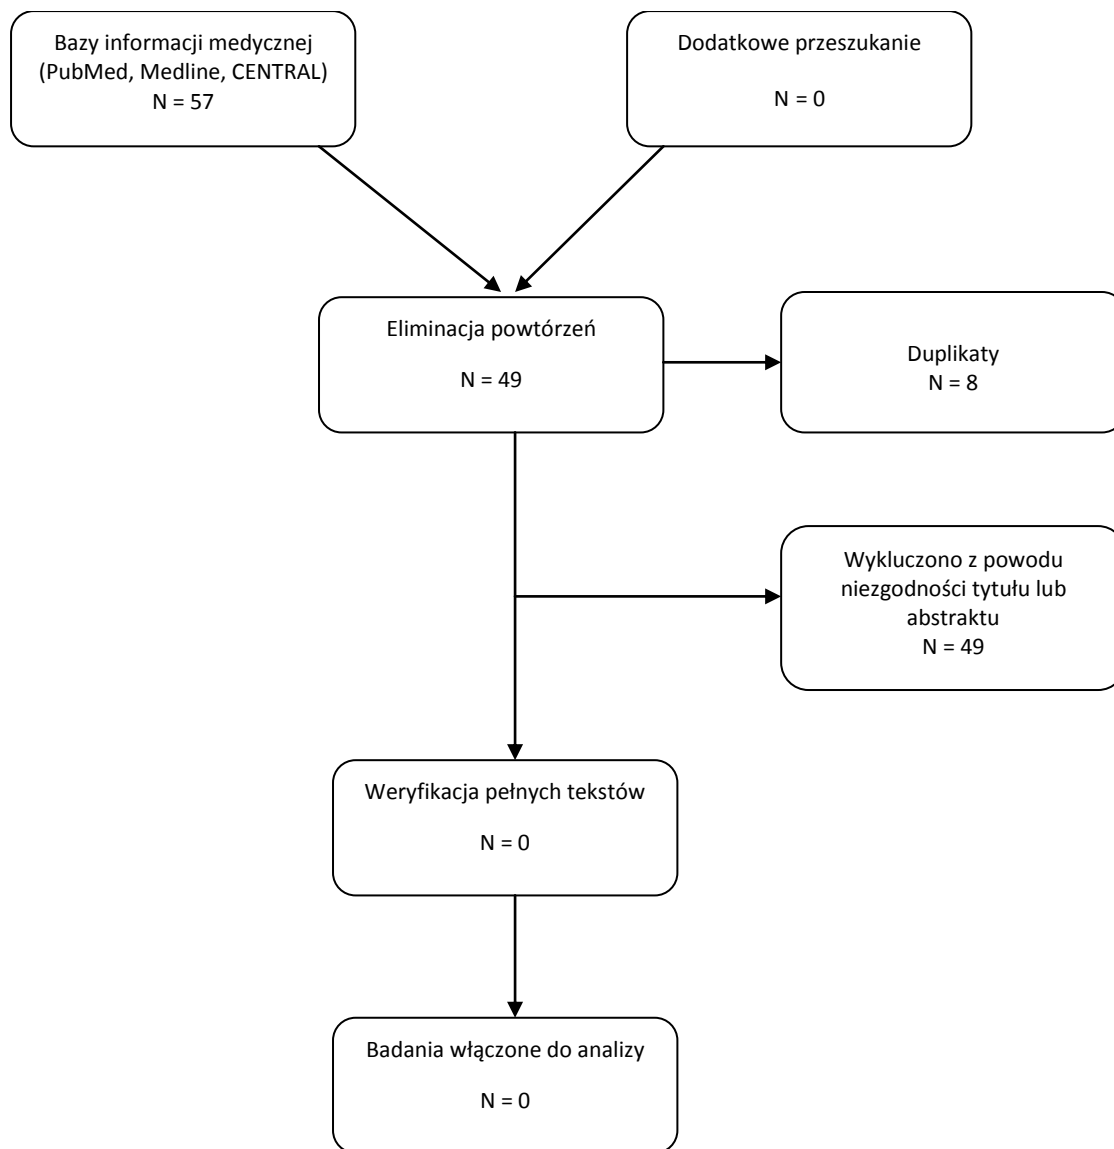 Bazy informacji medycznej
(PubMed, Medline, CENTRAL)
N = 57
Dodatkowe przeszukanie
N = 0
Eliminacja powtórzeń
N = 49
Duplikaty
N = 8
Wykluczono z powodu
niezgodności tytułu lub
abstraktu
N = 49
Weryfikacja pełnych tekstów
N = 0
Badania włączone do analizy
N = 0